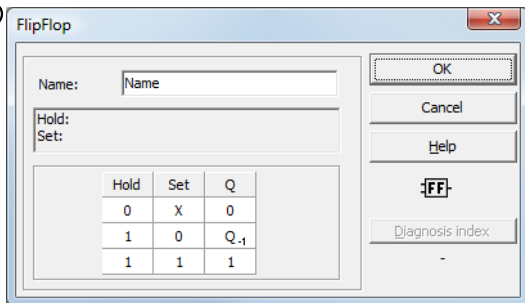 )
FlipFlop
Name: Name
OK
Hold:
Set:
Cancel
Help
Hold Set Q
0 X 0
1 0 Q-1
1 1 1
FF
Diagnosis index
-